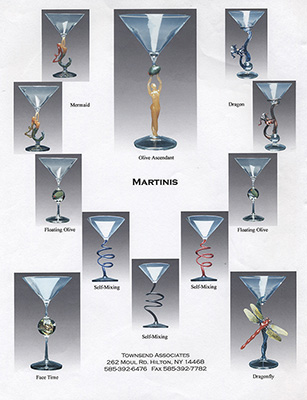 Mermaid
Olive Ascendant
Dragon
Martinis
Floating Olive
Floating Olive
Self-Mixing
Self-Mixing
Self-Mixing
Face Time
Dragonfly
Townsend Associates
262 Moul Rd. Hilton, NY 14468
585-392-6476 Fax 585-392-7782